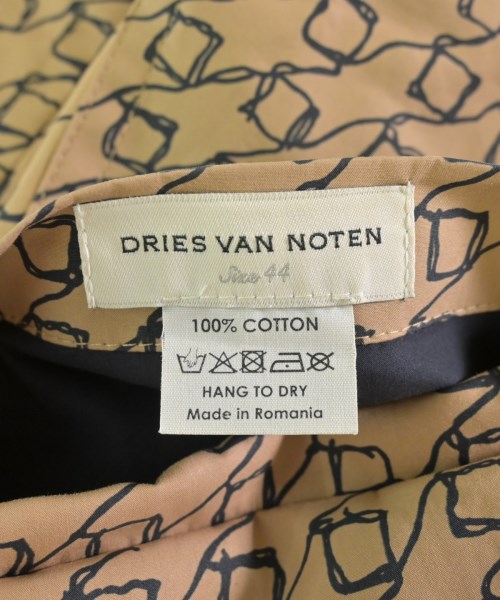 DRIES VAN NOTEN
Size 44
100% COTTON
HANG TO DRY
Made in Romania